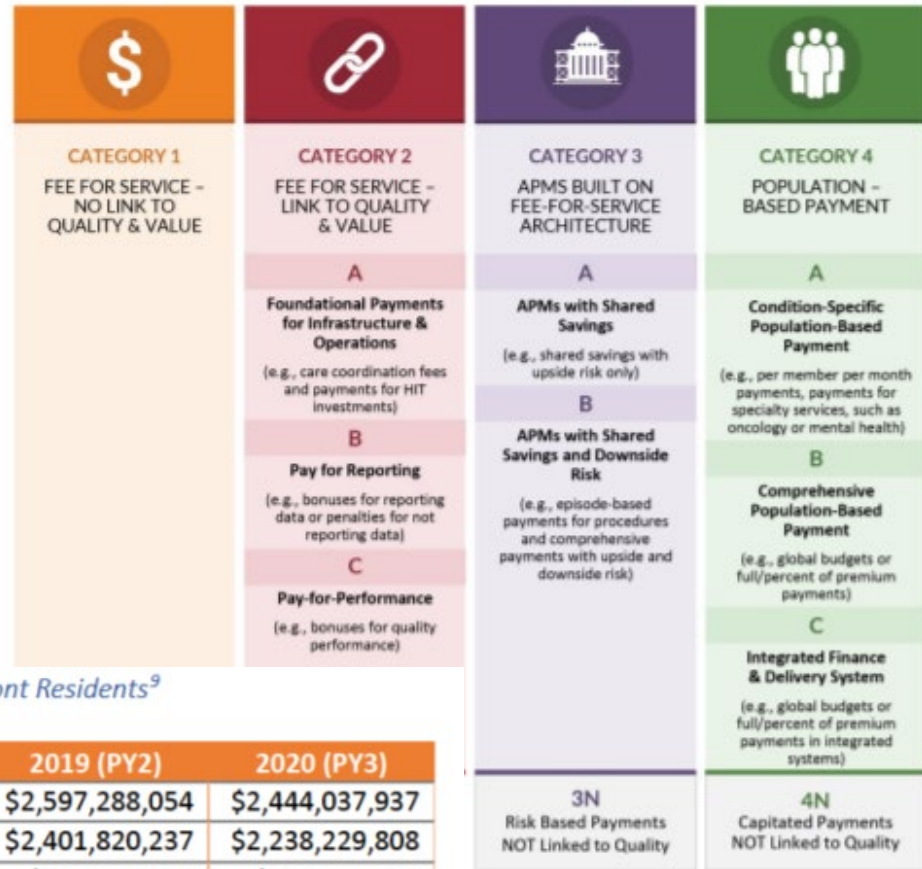 $
CATEGORY 1
FEE FOR SERVICE –
NO LINK TO
QUALITY & VALUE
CATEGORY 2
FEE FOR SERVICE –
LINK TO QUALITY
& VALUE
A
Foundational Payments
for Infrastructure &
Operations
(e.g., care coordination fees
and payments for HIT
investments)
B
Pay for Reporting
(e.g., bonuses for reporting
data or penalties for not
reporting data)
C
Pay-for-Performance
(e.g., bonuses for quality
performance)
CATEGORY 3
APMS BUILT ON
FEE-FOR-SERVICE
ARCHITECTURE
A
APMs with Shared
Savings
(e.g., shared savings with
upside risk only)
B
APMs with Shared
Savings and Downside
Risk
(e.g., episode-based
payments for procedures
and comprehensive
payments with upside and
downside risk)
3N
Risk Based Payments
NOT Linked to Quality
CATEGORY 4
POPULATION –
BASED PAYMENT
A
Condition-Specific
Population-Based
Payment
(e.g., per member per month
payments, payments for
specialty services, such as
oncology or mental health)
B
Comprehensive
Population-Based
Payment
(e.g., global budgets or
full/percent of premium
payments)
C
Integrated Finance
& Delivery System
(e.g., global budgets or
full/percent of premium
payments in integrated
systems)
4N
Capitated Payments
NOT Linked to Quality
ont Residents⁹
2019 (PY2) 2020 (PY3)
$2,597,288,054 $2,444,037,937
$2,401,820,237 $2,238,229,808